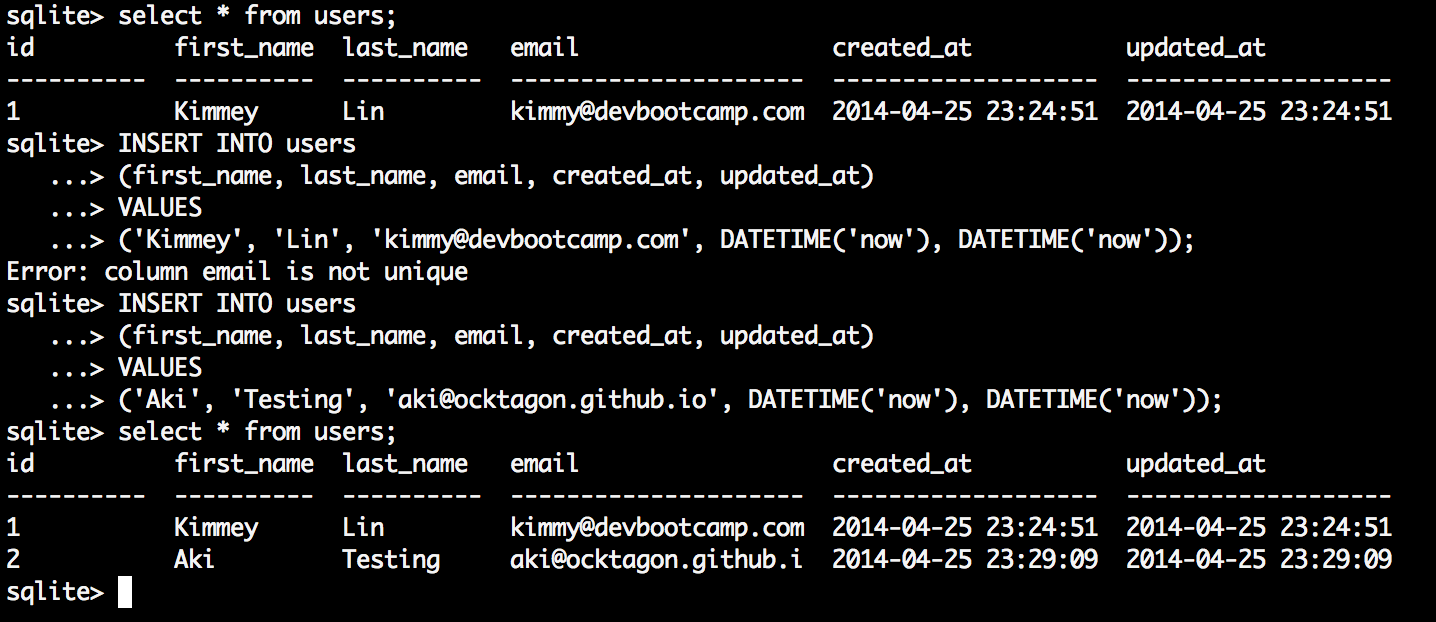 sqlite> select * from users;
id          first_name  last_name   email                  created_at           updated_at
----------  ----------  ----------  ---------------------  -------------------  -------------------
1           Kimmey      Lin         kimmy@devbootcamp.com  2014-04-25 23:24:51  2014-04-25 23:24:51
sqlite> INSERT INTO users
   ...> (first_name, last_name, email, created_at, updated_at)
   ...> VALUES
   ...> ('Kimmey', 'Lin', 'kimmy@devbootcamp.com', DATETIME('now'), DATETIME('now'));
Error: column email is not unique
sqlite> INSERT INTO users
   ...> (first_name, last_name, email, created_at, updated_at)
   ...> VALUES
   ...> ('Aki', 'Testing', 'aki@ocktagon.github.io', DATETIME('now'), DATETIME('now'));
sqlite> select * from users;
id          first_name  last_name   email                  created_at           updated_at
----------  ----------  ----------  ---------------------  -------------------  -------------------
1           Kimmey      Lin         kimmy@devbootcamp.com  2014-04-25 23:24:51  2014-04-25 23:24:51
2           Aki         Testing     aki@ocktagon.github.i  2014-04-25 23:29:09  2014-04-25 23:29:09
sqlite>